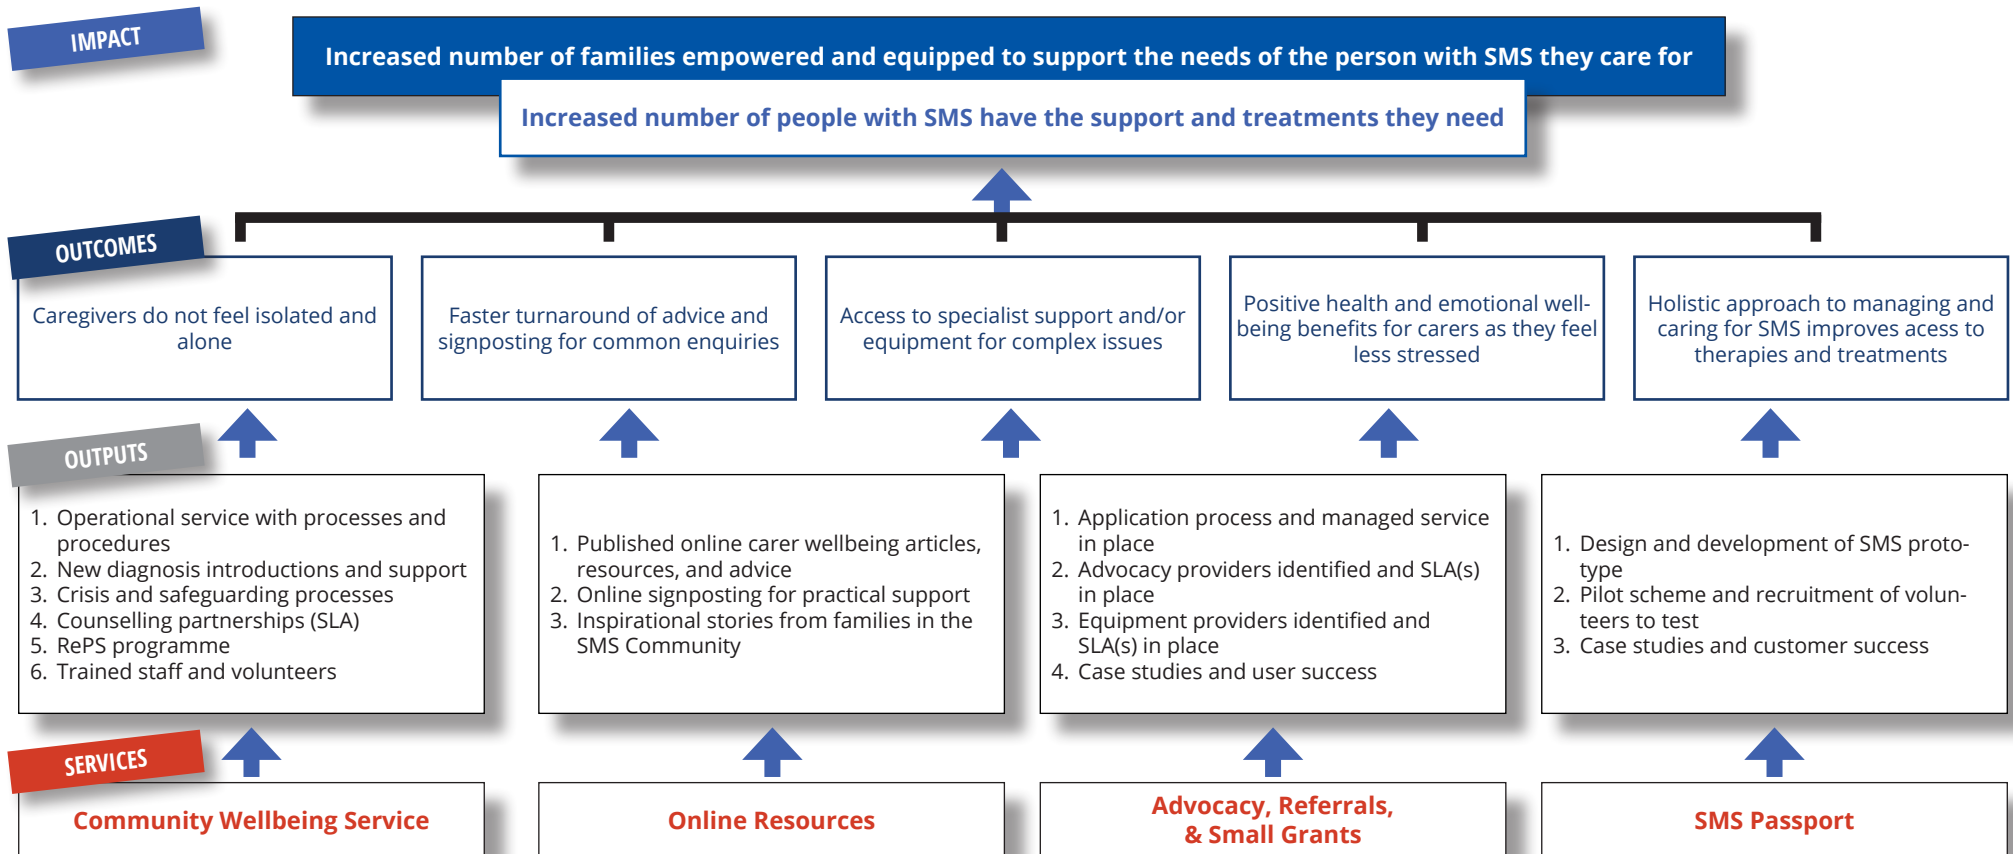 IMPACT
Increased number of families empowered and equipped to support the needs of the person with SMS they care for
Increased number of people with SMS have the support and treatments they need
OUTCOMES
Caregivers do not feel isolated and
alone
Faster turnaround of advice and
signposting for common enquiries
Access to specialist support and/or
equipment for complex issues
Positive health and emotional well-
being benefits for carers as they feel
less stressed
Holistic approach to managing and
caring for SMS improves acess to
therapies and treatments
OUTPUTS
1. Operational service with processes and
procedures
2. New diagnosis introductions and support
3. Crisis and safeguarding processes
4. Counselling partnerships (SLA)
5. RePS programme
6. Trained staff and volunteers
1. Published online carer wellbeing articles,
resources, and advice
2. Online signposting for practical support
3. Inspirational stories from families in the
SMS Community
1. Application process and managed service
in place
2. Advocacy providers identified and SLA(s)
in place
3. Equipment providers identified and
SLA(s) in place
4. Case studies and user success
1. Design and development of SMS proto-
type
2. Pilot scheme and recruitment of volun-
teers to test
3. Case studies and customer success
SERVICES
Community Wellbeing Service
Online Resources
Advocacy, Referrals,
& Small Grants
SMS Passport